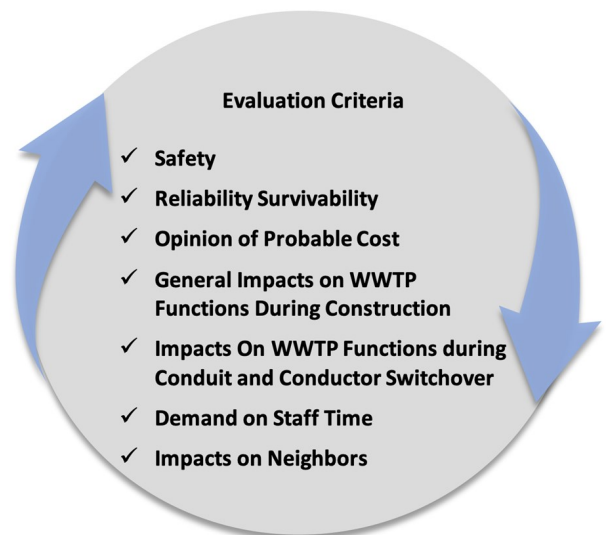 Evaluation Criteria
✓ Safety
✓ Reliability Survivability
✓ Opinion of Probable Cost
✓ General Impacts on WWTP
Functions During Construction
✓ Impacts On WWTP Functions during
Conduit and Conductor Switchover
✓ Demand on Staff Time
✓ Impacts on Neighbors